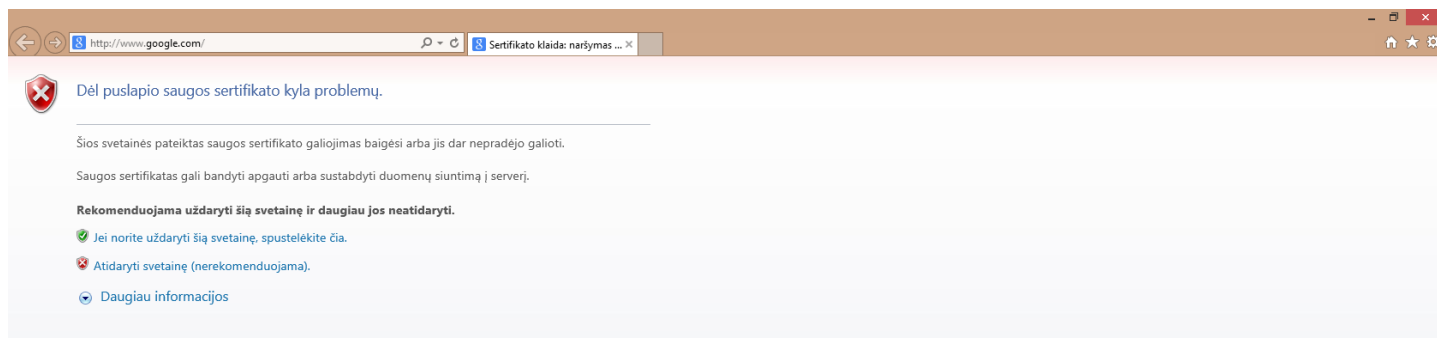 http://www.google.com/
Sertifikato klaida: naršymas ...
Dėl puslapio saugos sertifikato kyla problemų.
Šios svetainės pateiktas saugos sertifikato galiojimas baigėsi arba jis dar nepradėjo galioti.
Saugos sertifikatas gali bandyti apgauti arba sustabdyti duomenų siuntimą į serverį.
Rekomenduojama uždaryti šią svetainę ir daugiau jos neatidaryti.
Jei norite uždaryti šią svetainę, spustelėkite čia.
Atidaryti svetainę (nerekomenduojama).
Daugiau informacijos